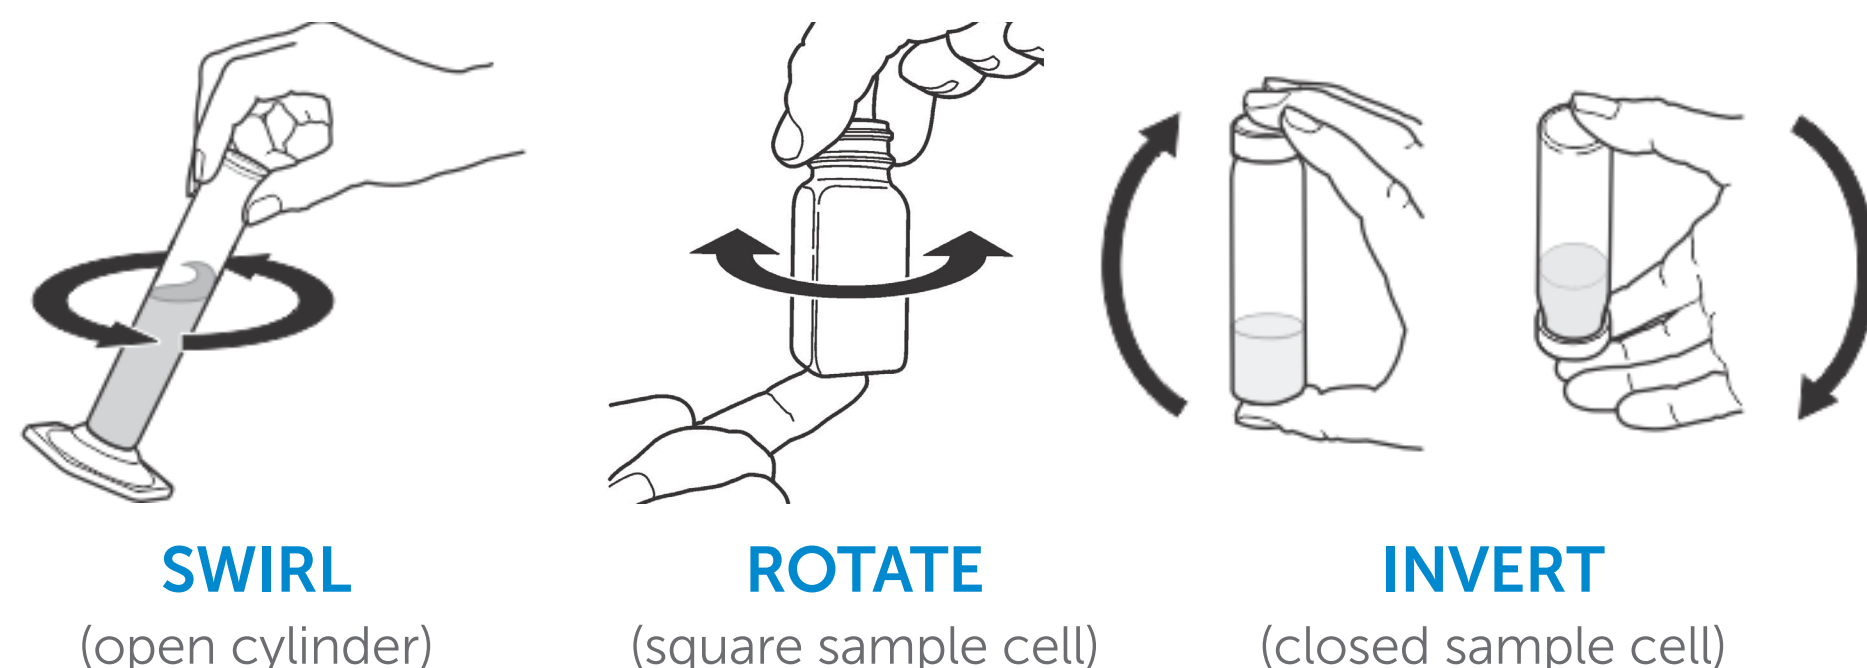 SWIRL
(open cylinder)
ROTATE
(square sample cell)
INVERT
(closed sample cell)